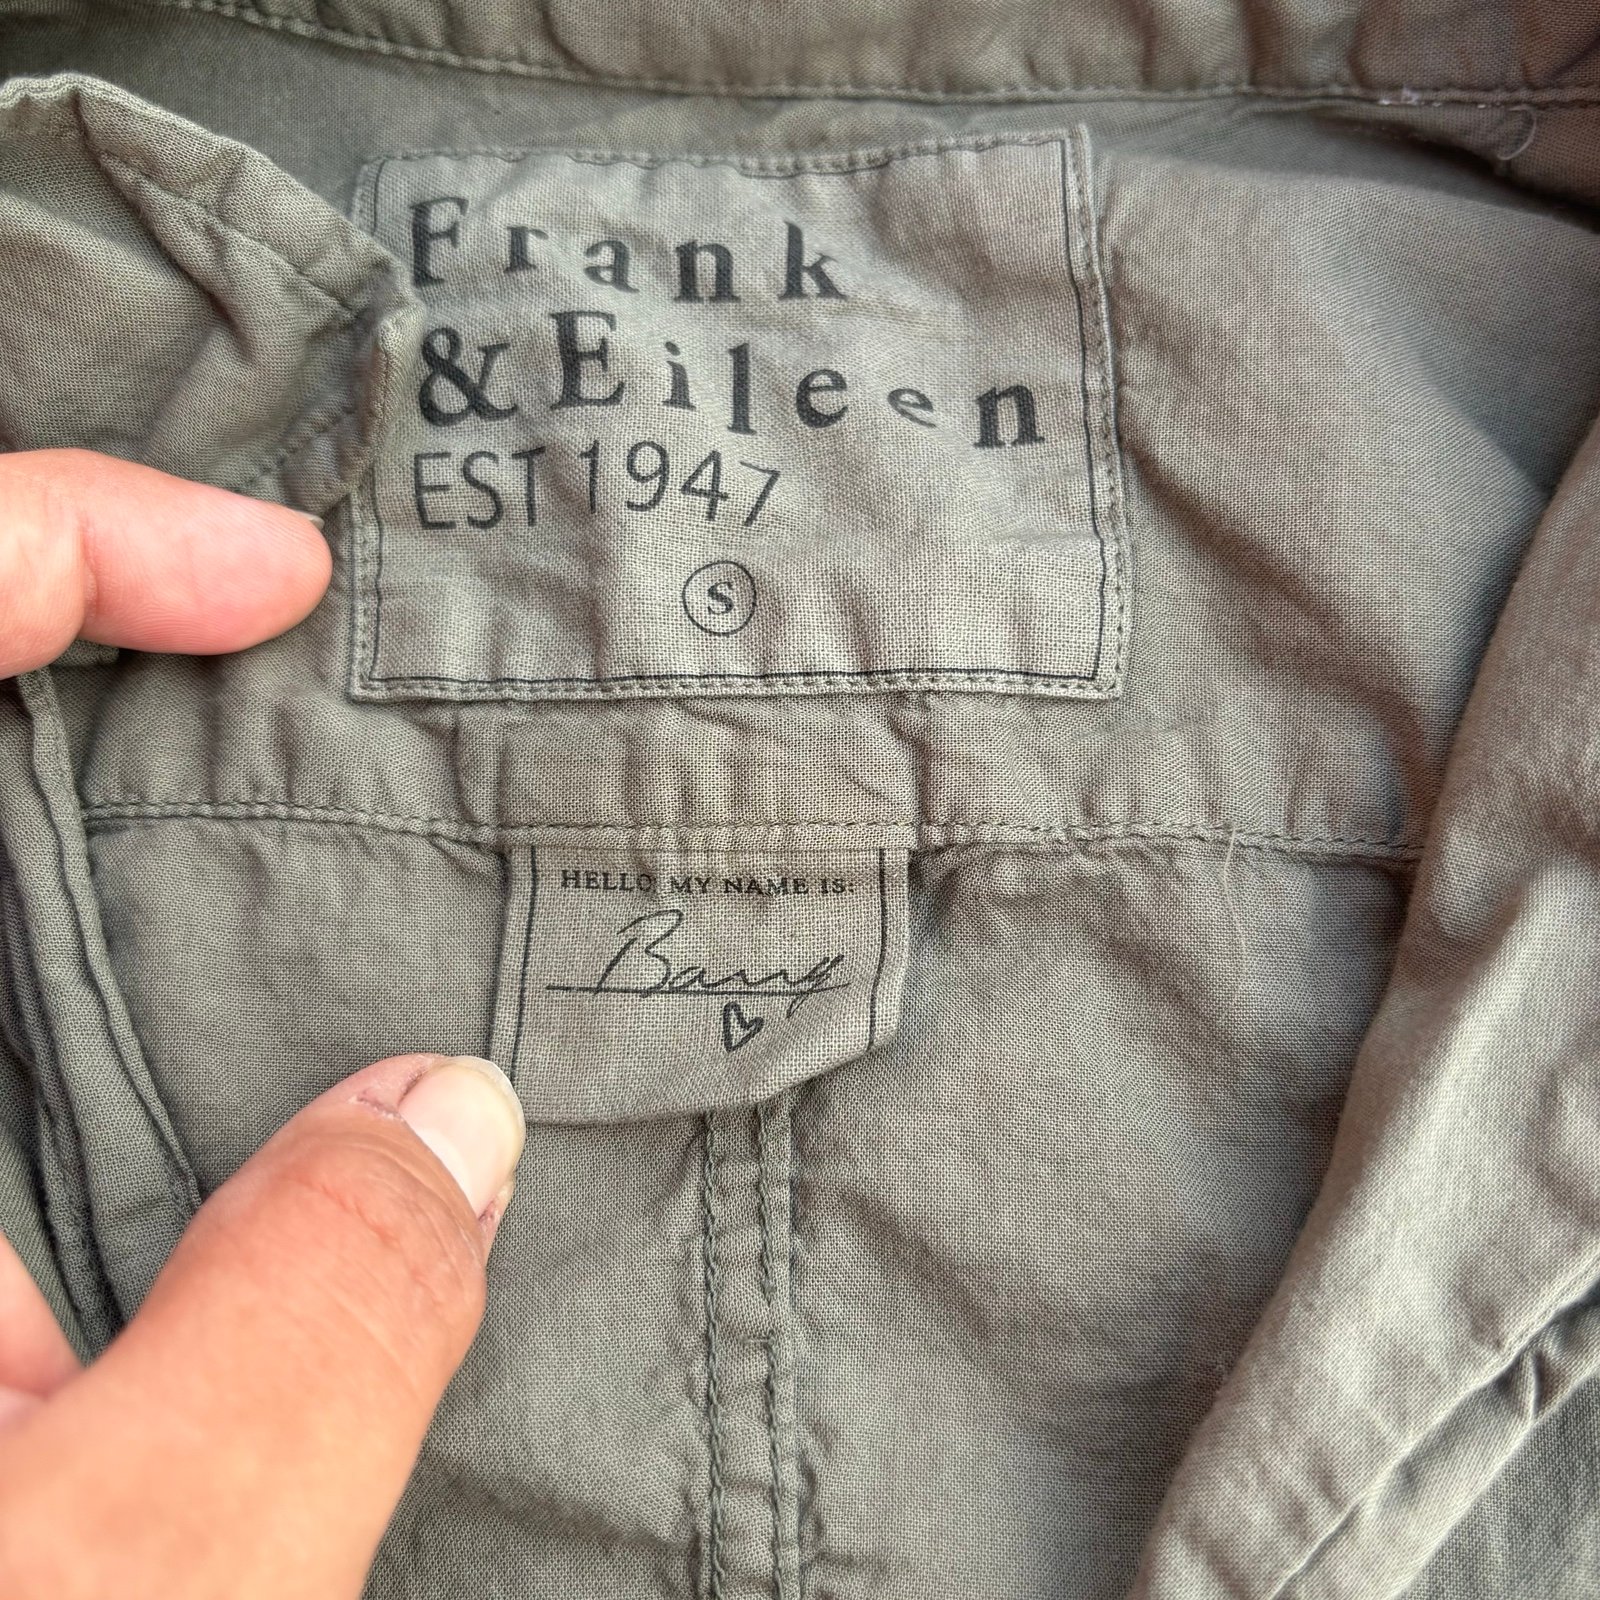 Frank
& Eileen
EST 1947
S
HELLO, MY NAME IS:
Barry